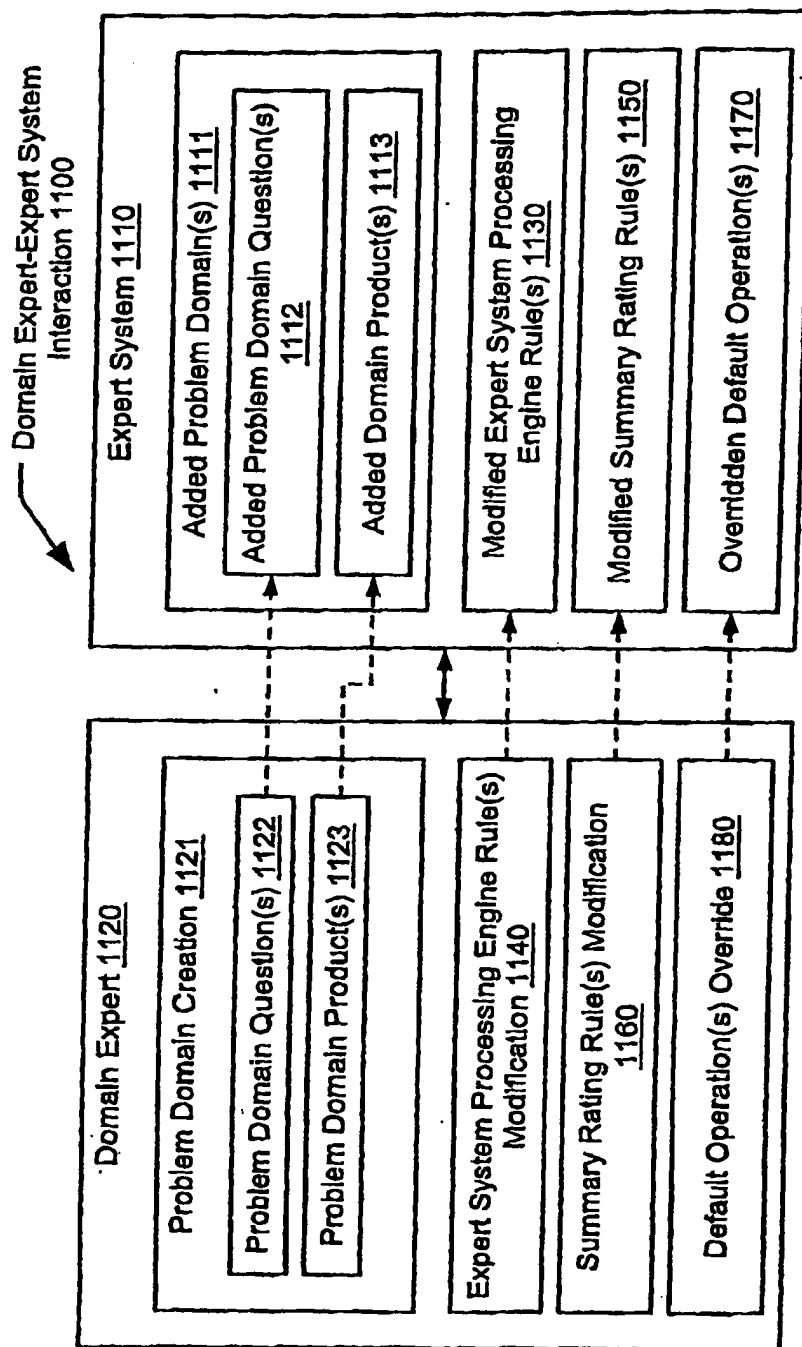 Domain Expert-Expert System
Interaction 1100
Domain Expert 1120
Problem Domain Creation 1121
Problem Domain Question(s) 1122
Problem Domain Product(s) 1123
Expert System Processing Engine Rule(s)
Modification 1140
Summary Rating Rule(s) Modification
1160
Default Operation(s) Override 1180
Expert System 1110
Added Problem Domain(s) 1111
Added Problem Domain Question(s)
1112
Added Domain Product(s) 1113
Modified Expert System Processing
Engine Rule(s) 1130
Modified Summary Rating Rule(s) 1150
Overridden Default Operation(s) 1170